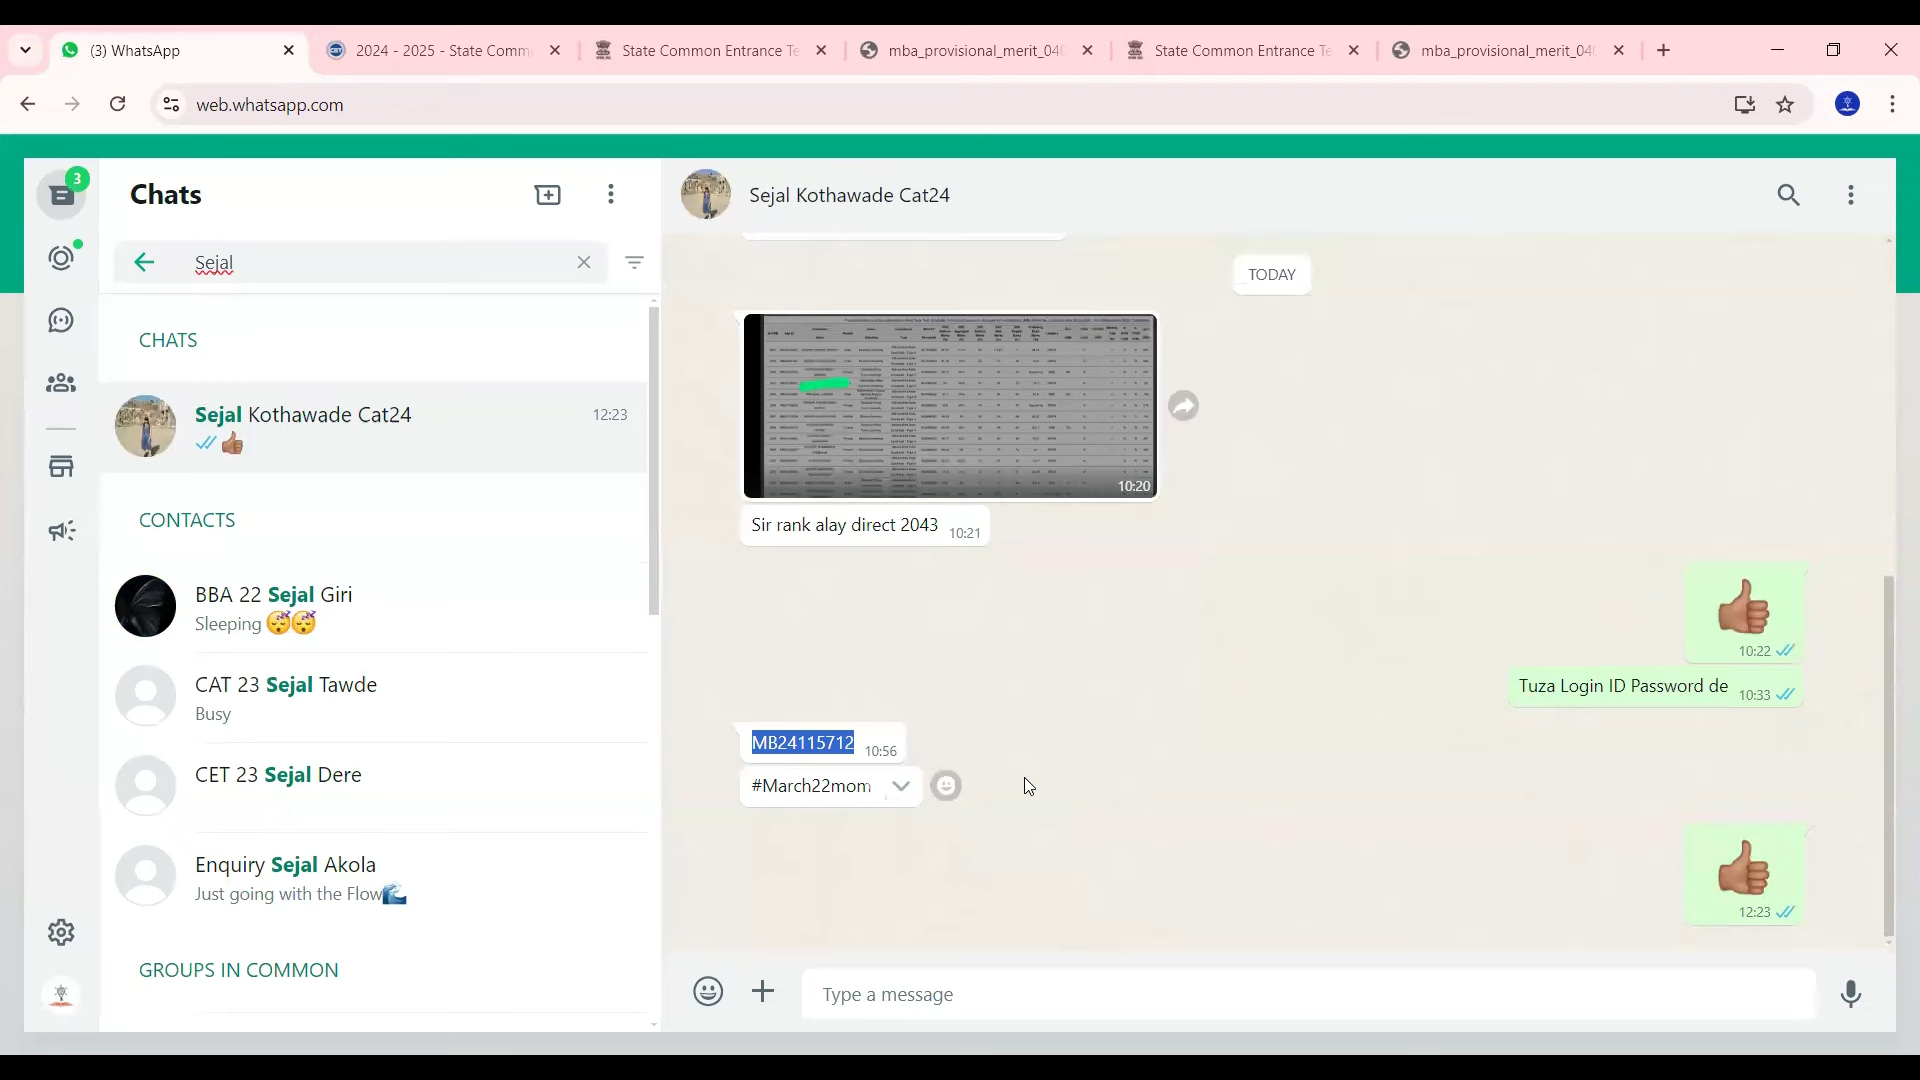 (3) WhatsApp
2024 - 2025 - State Comm
State Common Entrance Te
mba_provisional_merit_04
State Common Entrance Te
mba_provisional_merit_04
web.whatsapp.com
3
Chats
Sejal
CHATS
Sejal Kothawade Cat24
12:23
CONTACTS
BBA 22 Sejal Giri
Sleeping 😴😴
CAT 23 Sejal Tawde
Busy
CET 23 Sejal Dere
Enquiry Sejal Akola
Just going with the Flow🌊
GROUPS IN COMMON
Sejal Kothawade Cat24
TODAY
10:20
Sir rank alay direct 2043 10:21
10:22
Tuza Login ID Password de 10:33
MB24115712 10:56
#March22mom
12:23
Type a message